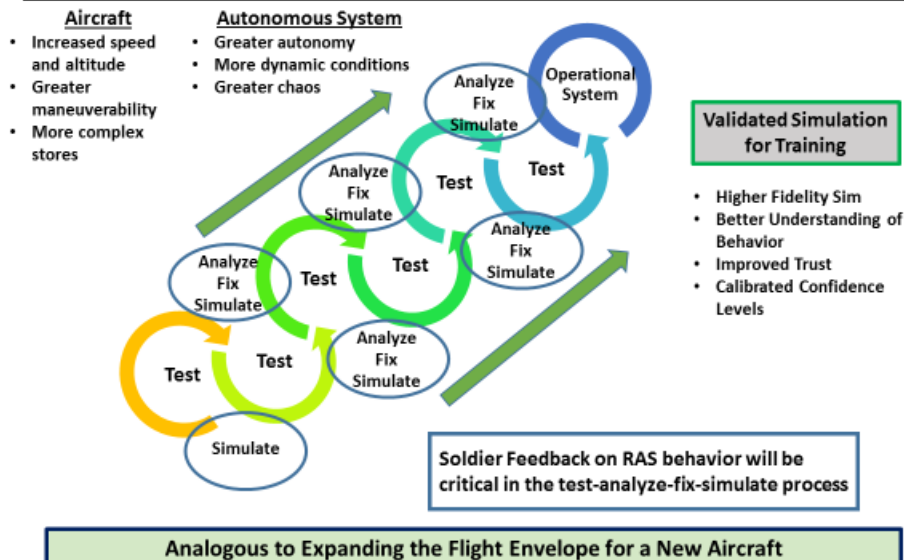 Aircraft
• Increased speed
and altitude
• Greater
maneuverability
• More complex
stores
Autonomous System
• Greater autonomy
• More dynamic conditions
• Greater chaos
Analyze
Fix
Simulate
Operational
System
Test
Test
Analyze
Fix
Simulate
Analyze
Fix
Simulate
Test
Test
Analyze
Fix
Simulate
Analyze
Fix
Simulate
Test
Test
Simulate
Validated Simulation
for Training
• Higher Fidelity Sim
• Better Understanding of
Behavior
• Improved Trust
• Calibrated Confidence
Levels
Soldier Feedback on RAS behavior will be
critical in the test-analyze-fix-simulate process
Analogous to Expanding the Flight Envelope for a New Aircraft